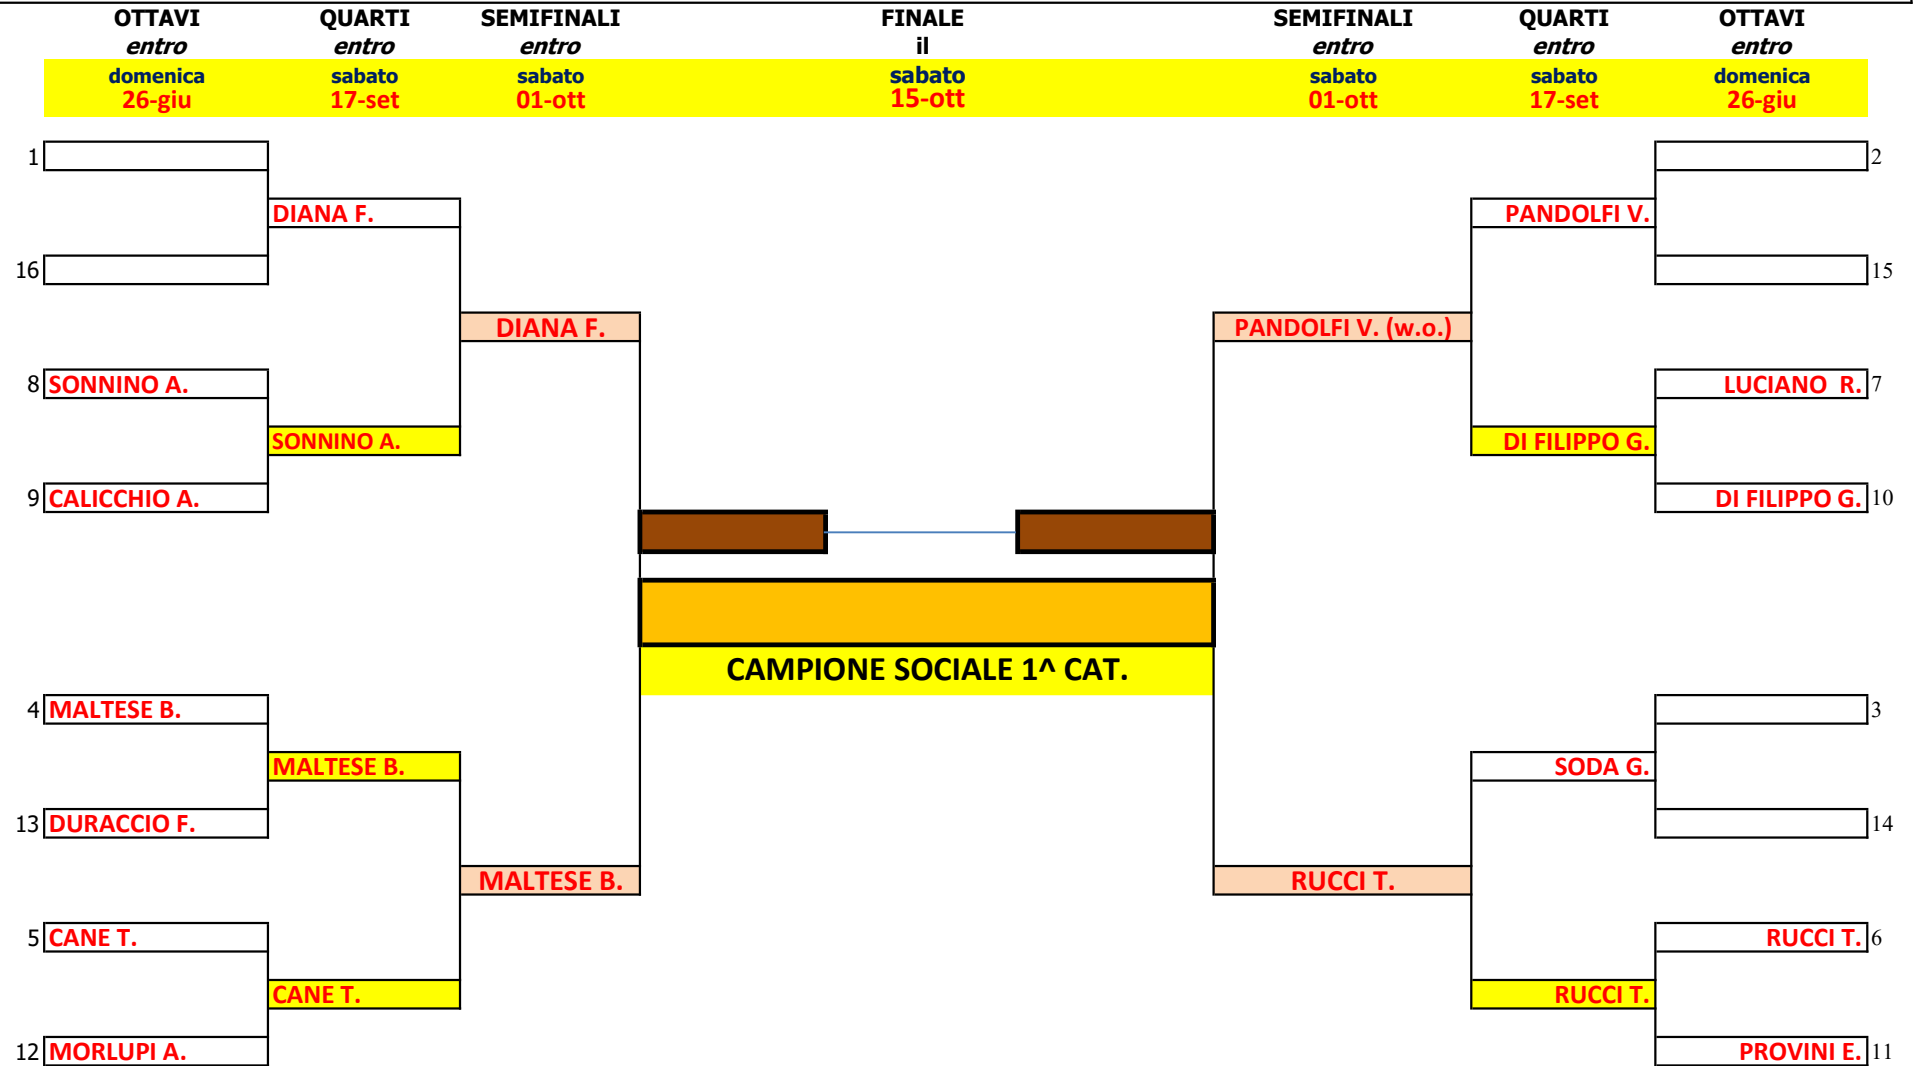 OTTAVI QUARTI SEMIFINALI FINALE SEMIFINALI QUARTI OTTAVI
entro entro entro il entro entro entro
domenica sabato sabato sabato sabato sabato domenica
26-giu 17-set 01-ott 15-ott 01-ott 17-set 26-giu
1 2
DIANA F. PANDOLFI V.
16 15
DIANA F. PANDOLFI V. (w.o.)
8 SONNINO A. LUCIANO R. 7
SONNINO A. DI FILIPPO G.
9 CALICCHIO A. DI FILIPPO G. 10
CAMPIONE SOCIALE 1^ CAT.
4 MALTESE B. 3
MALTESE B. SODA G.
13 DURACCIO F. 14
MALTESE B. RUCCI T.
5 CANE T. RUCCI T. 6
CANE T. RUCCI T.
12 MORLUPI A. PROVINI E. 11